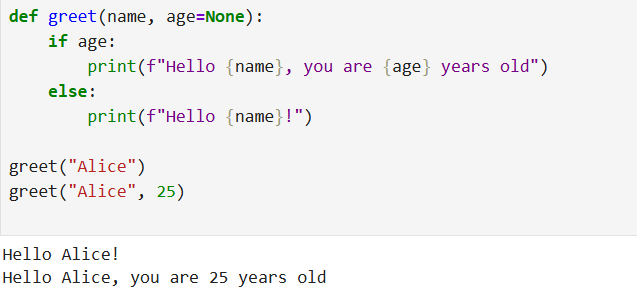 def greet(name, age=None):
    if age:
        print(f"Hello {name}, you are {age} years old")
    else:
        print(f"Hello {name}!")

greet("Alice")
greet("Alice", 25)

Hello Alice!
Hello Alice, you are 25 years old